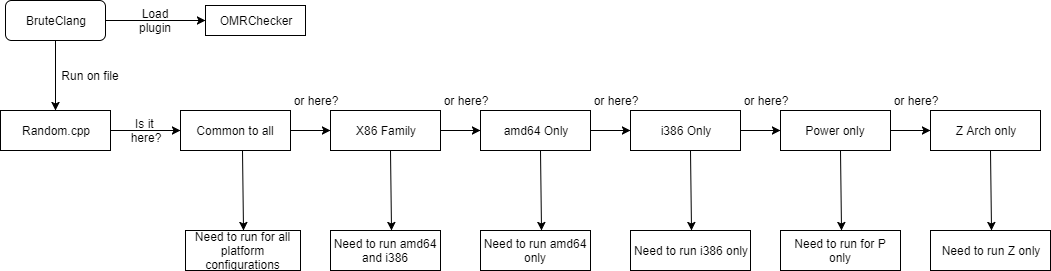 BruteClang
Load
plugin
OMRChecker
Run on file
or here?
or here?
or here?
or here?
or here?
Random.cpp
Is it
here?
Common to all
X86 Family
amd64 Only
i386 Only
Power only
Z Arch only
Need to run for all
platform
configurations
Need to run amd64
and i386
Need to run amd64
only
Need to run i386 only
Need to run for P
only
Need to run Z only